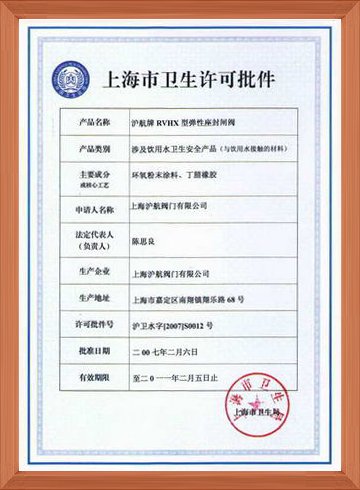 上海市卫生许可批件
产品名称 沪航牌 RVHX 型弹性座封闸阀
产品类别 涉及饮用水卫生安全产品（与饮用水接触的材料）
主要成分
或核心工艺 环氧粉末涂料、丁腈橡胶
申请人名称 上海沪航阀门有限公司
法定代表人
（负责人） 陈思良
生产企业 上海沪航阀门有限公司
生产地址 上海市嘉定区南翔镇翔乐路 68 号
许可批件号 沪卫水字[2007]S0012 号
批准日期 二 00 七年二月六日
有效期限 至二 0 一一年二月五日止
上海市卫生局
上海市卫生局